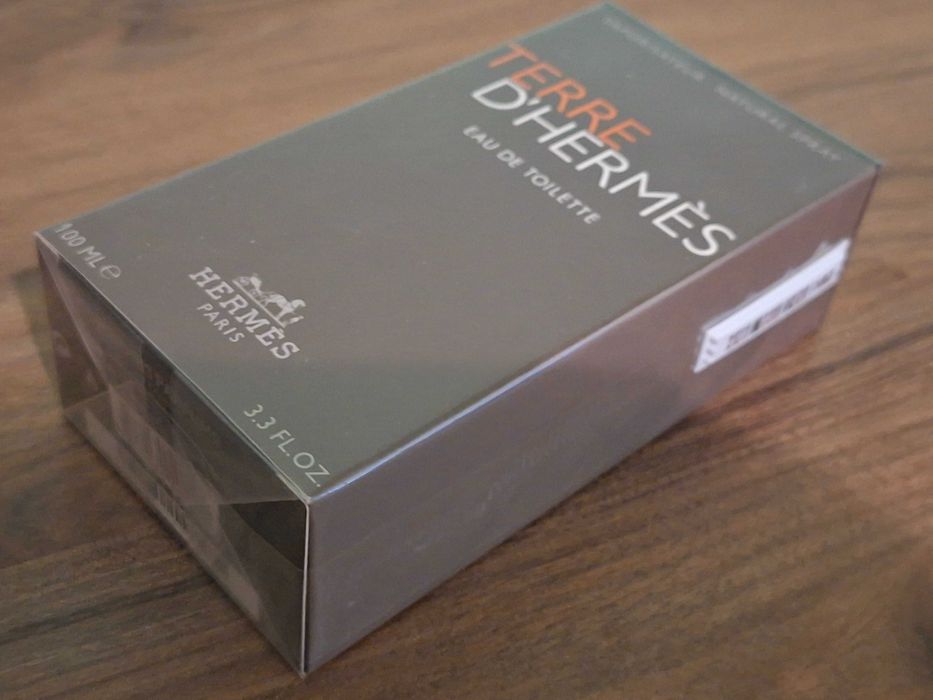 VAPORISATEUR NATURAL SPRAY
TERRE
D'HERMÈS
EAU DE TOILETTE
HERMÈS
PARIS
100 ML e
3.3 FL.OZ.